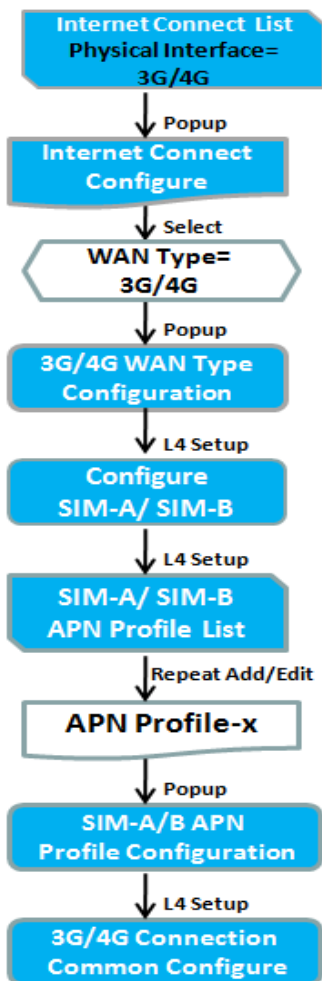 Internet Connect List
Physical Interface=
3G/4G
Popup
Internet Connect
Configure
Select
WAN Type=
3G/4G
Popup
3G/4G WAN Type
Configuration
L4 Setup
Configure
SIM-A/ SIM-B
L4 Setup
SIM-A/ SIM-B
APN Profile List
Repeat Add/Edit
APN Profile-x
Popup
SIM-A/B APN
Profile Configuration
L4 Setup
3G/4G Connection
Common Configure